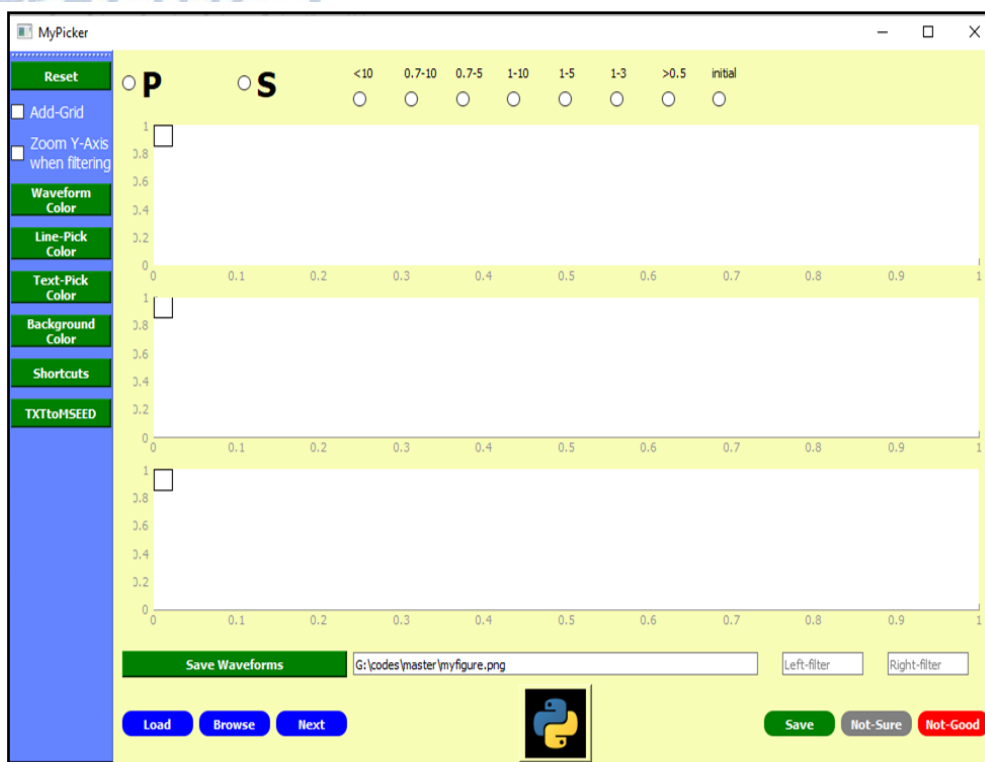 MyPicker
Reset
Add-Grid
Zoom Y-Axis
when filtering
Waveform
Color
Line-Pick
Color
Text-Pick
Color
Background
Color
Shortcuts
TXTtoMSEED
P S
<10 0.7-10 0.7-5 1-10 1-5 1-3 >0.5 initial
1
0.8
0.6
0.4
0.2
0
0 0.1 0.2 0.3 0.4 0.5 0.6 0.7 0.8 0.9 1
1
0.8
0.6
0.4
0.2
0
0 0.1 0.2 0.3 0.4 0.5 0.6 0.7 0.8 0.9 1
1
0.8
0.6
0.4
0.2
0
0 0.1 0.2 0.3 0.4 0.5 0.6 0.7 0.8 0.9 1
Save Waveforms G:\codes\master\myfigure.png Left-filter Right-filter
Load Browse Next Save Not-Sure Not-Good